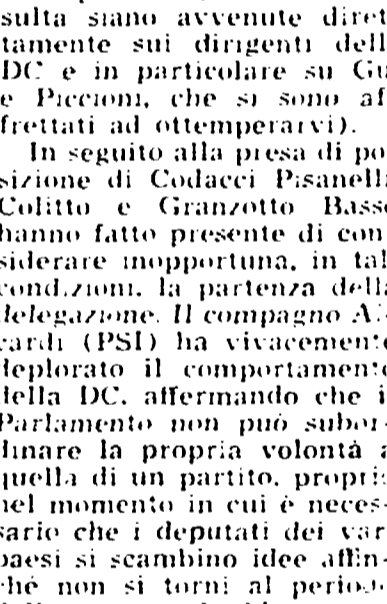 sulta siano avvenute diret
tamente sui dirigenti dell
DC e in particolare su Gu
e Piccioni, che si sono af
frettati ad ottemperarvi).
In seguito alla presa di po
sizione di Codacci Pisanelli
Colitto e Granzotto Basso
hanno fatto presente di con
siderare inopportuna, in tal
condizioni, la partenza della
delegazione. Il compagno
(PSI) ha vivacemente
deplorato il comportamento
della DC, affermando che i
Parlamento non può subor-
dinare la propria volontà a
quella di un partito, propri
nel momento in cui è neces-
sario che i deputati dei var
paesi si scambino idee affin-
ché non si torni al periodo